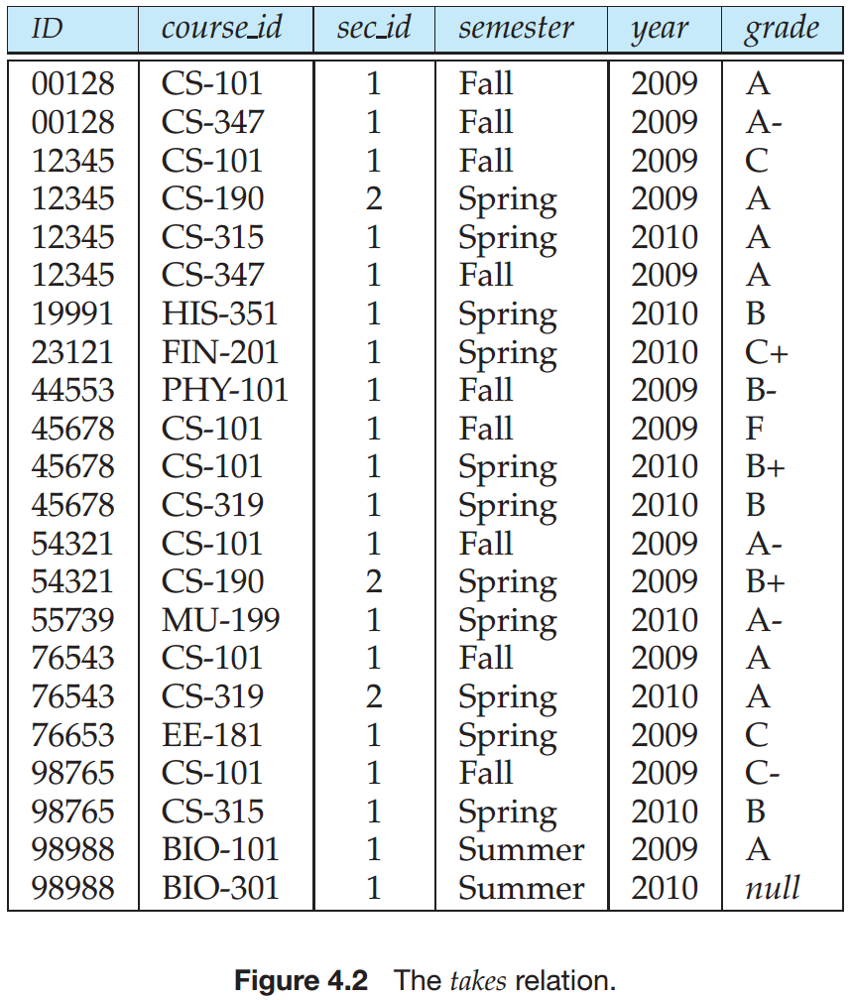 ID course_id sec_id semester year grade
00128 CS-101 1 Fall 2009 A
00128 CS-347 1 Fall 2009 A-
12345 CS-101 1 Fall 2009 C
12345 CS-190 2 Spring 2009 A
12345 CS-315 1 Spring 2010 A
12345 CS-347 1 Fall 2009 A
19991 HIS-351 1 Spring 2010 B
23121 FIN-201 1 Spring 2010 C+
44553 PHY-101 1 Fall 2009 B-
45678 CS-101 1 Fall 2009 F
45678 CS-101 1 Spring 2010 B+
45678 CS-319 1 Spring 2010 B
54321 CS-101 1 Fall 2009 A-
54321 CS-190 2 Spring 2009 B+
55739 MU-199 1 Spring 2010 A-
76543 CS-101 1 Fall 2009 A
76543 CS-319 2 Spring 2010 A
76653 EE-181 1 Spring 2009 C
98765 CS-101 1 Fall 2009 C-
98765 CS-315 1 Spring 2010 B
98988 BIO-101 1 Summer 2009 A
98988 BIO-301 1 Summer 2010 null
Figure 4.2 The takes relation.